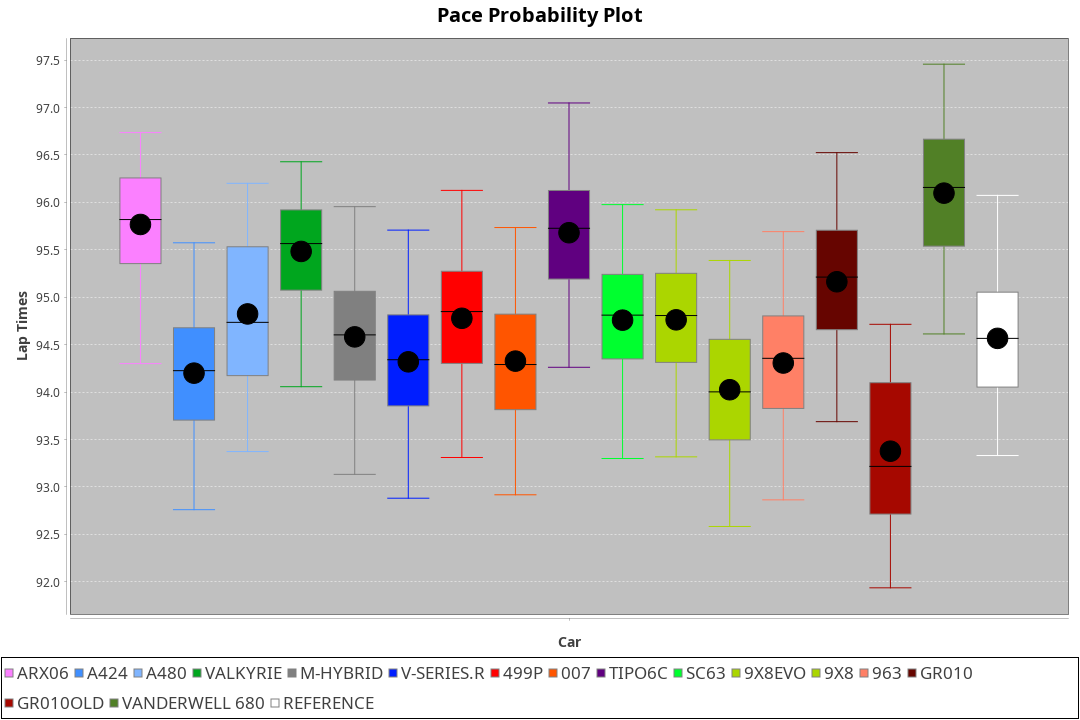 Pace Probability Plot
97.5
97.0
96.5
96.0
95.5
95.0
94.5
94.0
93.5
93.0
92.5
92.0
Lap Times
Car
ARX06 A424 A480 VALKYRIE M-HYBRID V-SERIES.R 499P 007 TIPO6C SC63 9X8EVO 9X8 963 GR010
GR010OLD VANDERWELL 680 REFERENCE